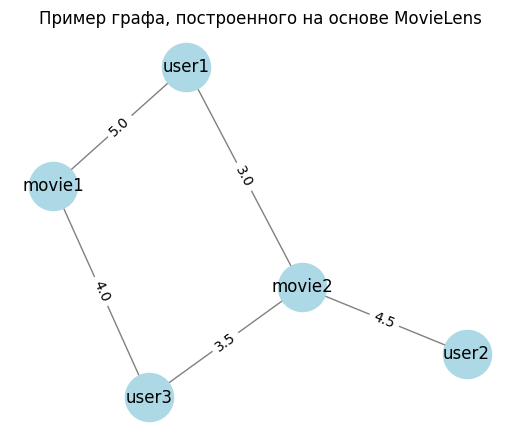 Пример графа, построенного на основе MovieLens
user1
5.0
3.0
movie1
movie2
4.0
4.5
3.5
user2
user3